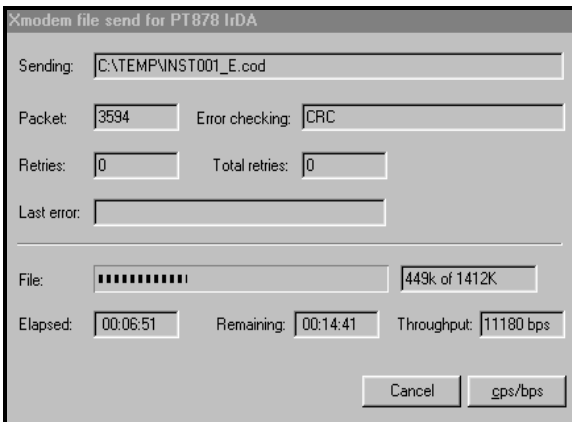 Xmodem file send for PT878 IrDA
Sending: C:\TEMP\INST001_E.cod
Packet: 3594 Error checking: CRC
Retries: 0 Total retries: 0
Last error:
File: 449k of 1412K
Elapsed: 00:06:51 Remaining: 00:14:41 Throughput: 11180 bps
Cancel cps/bps